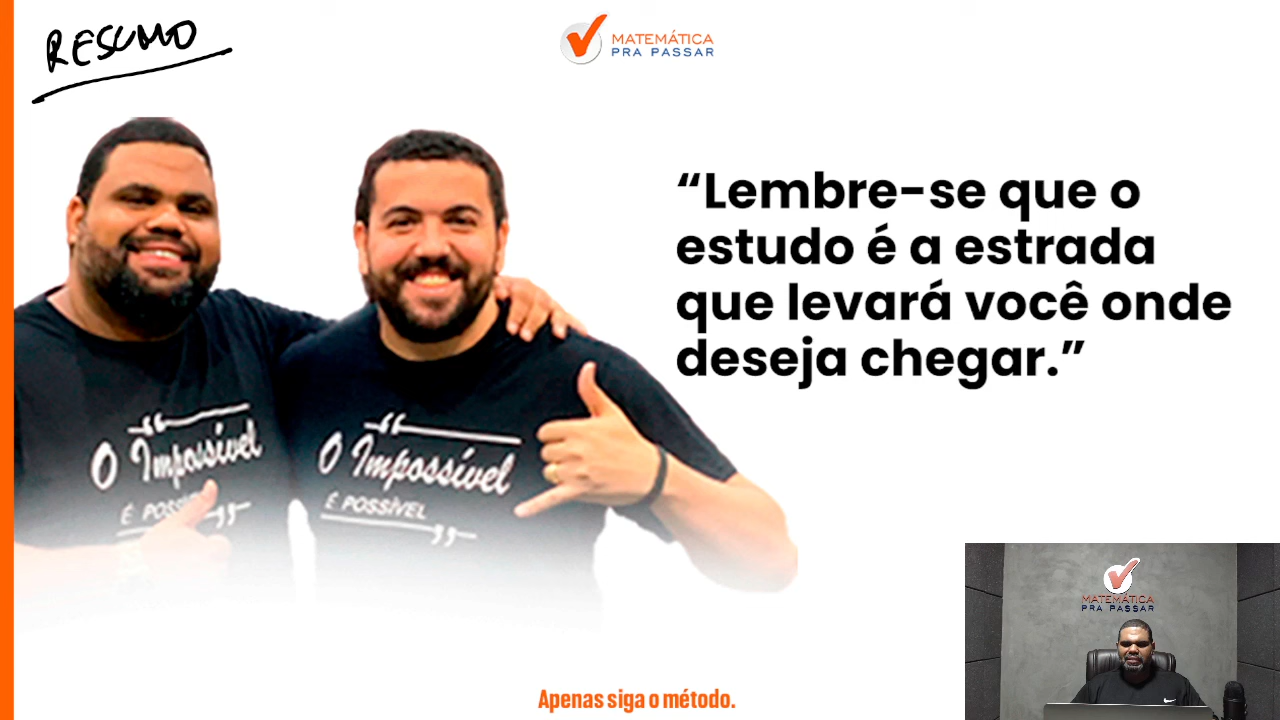 RESUMO
MATEMÁTICA
PRA PASSAR
“Lembre-se que o
estudo é a estrada
que levará você onde
deseja chegar.”
“
O Impossível
É POSSÍVEL
”
“
O Impossível
É POSSÍVEL
”
MATEMÁTICA
PRA PASSAR
Apenas siga o método.